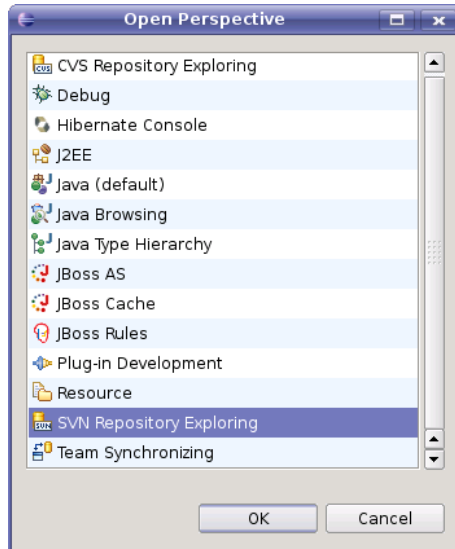 Open Perspective
CVS Repository Exploring
Debug
Hibernate Console
J2EE
Java (default)
Java Browsing
Java Type Hierarchy
JBoss AS
JBoss Cache
JBoss Rules
Plug-in Development
Resource
SVN Repository Exploring
Team Synchronizing
OK Cancel